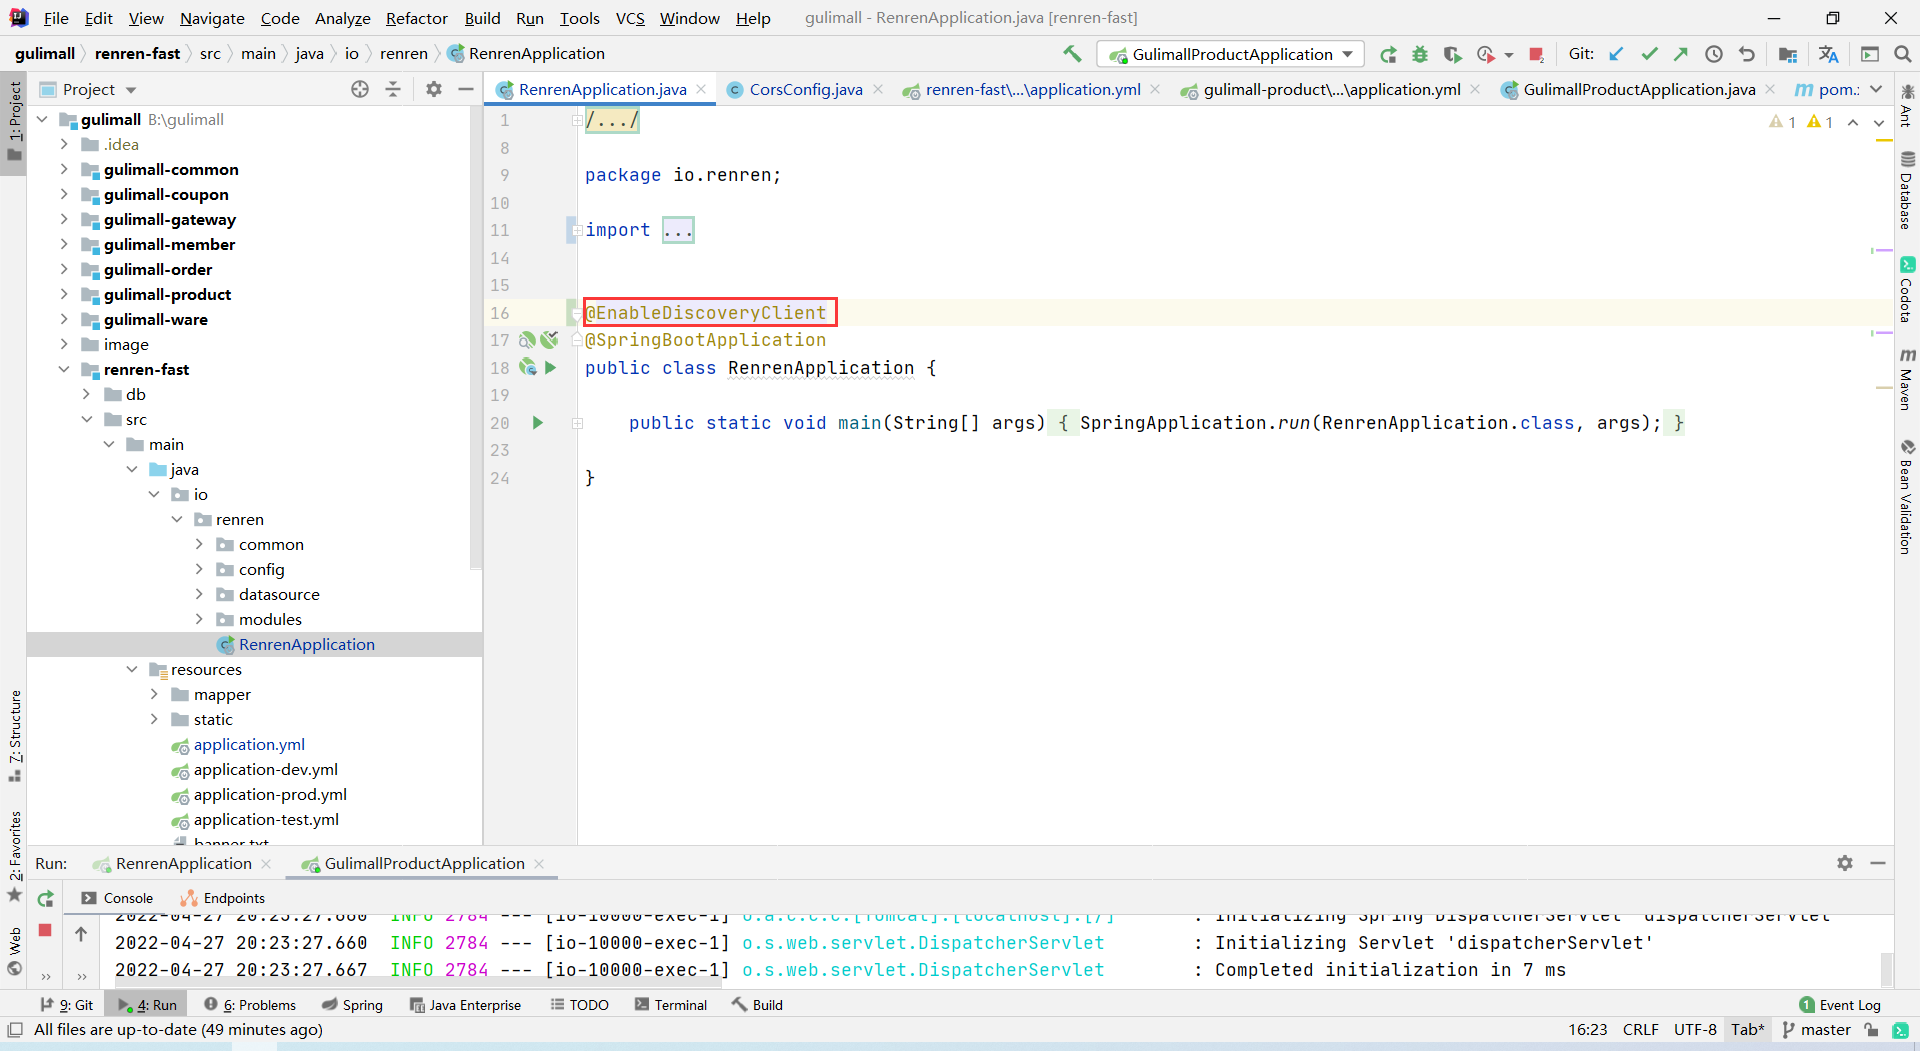 File Edit View Navigate Code Analyze Refactor Build Run Tools VCS Window Help gulimall - RenrenApplication.java [renren-fast]
gulimall renren-fast src main java io renren RenrenApplication GulimallProductApplication 2 Git:
Project RenrenApplication.java CorsConfig.java renren-fast\...\application.yml gulimall-product\...\application.yml GulimallProductApplication.java pom.:
1: Project
7: Structure
2: Favorites
Web
gulimall B:\gulimall
.idea
gulimall-common
gulimall-coupon
gulimall-gateway
gulimall-member
gulimall-order
gulimall-product
gulimall-ware
image
renren-fast
db
src
main
java
io
renren
common
config
datasource
modules
RenrenApplication
resources
mapper
static
application.yml
application-dev.yml
application-prod.yml
application-test.yml
banner.txt
1 /.../
1 1
8
9 package io.renren;
10
11 import ...
14
15
16 @EnableDiscoveryClient
17 @SpringBootApplication
18 public class RenrenApplication {
19
20 public static void main(String[] args) { SpringApplication.run(RenrenApplication.class, args); }
23
24 }
Ant
Database
Codota
Maven
Bean Validation
Run: RenrenApplication GulimallProductApplication
Console Endpoints
2022-04-27 20:23:27.660 INFO 2784 --- [io-10000-exec-1] o.a.c.c.C.[Tomcat].[localhost].[/] : Initializing Spring DispatcherServlet 'dispatcherServlet'
2022-04-27 20:23:27.660 INFO 2784 --- [io-10000-exec-1] o.s.web.servlet.DispatcherServlet : Initializing Servlet 'dispatcherServlet'
2022-04-27 20:23:27.667 INFO 2784 --- [io-10000-exec-1] o.s.web.servlet.DispatcherServlet : Completed initialization in 7 ms
9: Git 4: Run 6: Problems Spring Java Enterprise TODO Terminal Build 1 Event Log
All files are up-to-date (49 minutes ago) 16:23 CRLF UTF-8 Tab* master